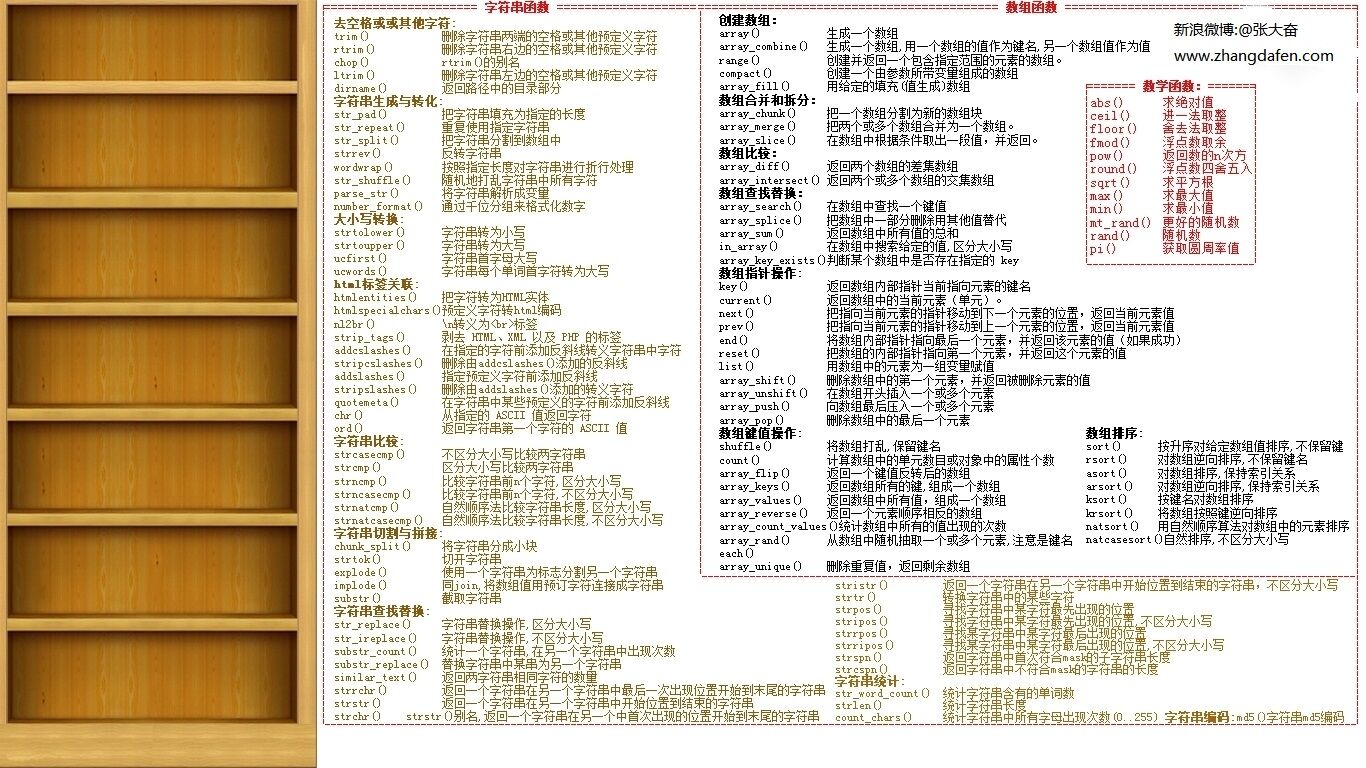 字符串函数
去空格或或其他字符:
trim() 删除字符串两端的空格或其他预定义字符
rtrim() 删除字符串右边的空格或其他预定义字符
chop() rtrim()的别名
ltrim() 删除字符串左边的空格或其他预定义字符
dirname() 返回路径中的目录部分
字符串生成与转化:
str_pad() 把字符串填充为指定的长度
str_repeat() 重复使用指定字符串
str_split() 把字符串分割到数组中
strrev() 反转字符串
wordwrap() 按照指定长度对字符串进行折行处理
str_shuffle() 随机地打乱字符串中所有字符
parse_str() 将字符串解析成变量
number_format() 通过千位分组来格式化数字
大小写转换:
strtolower() 字符串转为小写
strtoupper() 字符串转为大写
ucfirst() 字符串首字母大写
ucwords() 字符串每个单词首字符转为大写
html标签关联:
htmlentities() 把字符转为HTML实体
htmlspecialchars()预定义字符转html编码
nl2br() \n转义为<br>标签
strip_tags() 剥去 HTML、XML 以及 PHP 的标签
addcslashes() 在指定的字符前添加反斜线转义字符串中字符
stripcslashes() 删除由addcslashes()添加的反斜线
addslashes() 指定预定义字符前添加反斜线
stripslashes() 删除由addslashes()添加的转义字符
quotemeta() 在字符串中某些预定义的字符前添加反斜线
chr() 从指定的 ASCII 值返回字符
ord() 返回字符串第一个字符的 ASCII 值
字符串比较:
strcasecmp() 不区分大小写比较两字符串
strcmp() 区分大小写比较两字符串
strncmp() 比较字符串前n个字符,区分大小写
strncasecmp() 比较字符串前n个字符,不区分大小写
strnatcmp() 自然顺序法比较字符串长度,区分大小写
strnatcasecmp() 自然顺序法比较字符串长度,不区分大小写
字符串切割与拼接:
chunk_split() 将字符串分成小块
strtok() 切开字符串
explode() 使用一个字符串为标志分割另一个字符串
implode() 同join,将数组值用预订字符连接成字符串
substr() 截取字符串
字符串查找替换:
str_replace() 字符串替换操作,区分大小写
str_ireplace() 字符串替换操作,不区分大小写
substr_count() 统计一个字符串,在另一个字符串中出现次数
substr_replace() 替换字符串中某串为另一个字符串
similar_text() 返回两字符串相同字符的数量
strrchr() 返回一个字符串在另一个字符串中最后一次出现位置开始到末尾的字符串
strstr() 返回一个字符串在另一个字符串中开始位置到结束的字符串
strchr() strstr()别名,返回一个字符串在另一个中首次出现的位置开始到末尾的字符串
stristr() 返回一个字符串在另一个字符串中开始位置到结束的字符串，不区分大小写
strtr() 转换字符串中的某些字符
strpos() 寻找字符串中某字符最先出现的位置
stripos() 寻找字符串中某字符最先出现的位置,不区分大小写
strrpos() 寻找某字符串中某字符最后出现的位置
strripos() 寻找某字符串中某字符最后出现的位置,不区分大小写
strspn() 返回字符串中首次符合mask的子字符串长度
strcspn() 返回字符串中不符合mask的字符串的长度
字符串统计:
str_word_count() 统计字符串含有的单词数
strlen() 统计字符串长度
count_chars() 统计字符串中所有字母出现次数(0..255) 字符串编码:md5()字符串md5编码
数组函数
创建数组:
array() 生成一个数组
array_combine() 生成一个数组,用一个数组的值作为键名,另一个数组值作为值
range() 创建并返回一个包含指定范围的元素的数组。
compact() 创建一个由参数所带变量组成的数组
array_fill() 用给定的填充(值生成)数组
数组合并和拆分:
array_chunk() 把一个数组分割为新的数组块
array_merge() 把两个或多个数组合并为一个数组。
array_slice() 在数组中根据条件取出一段值，并返回。
数组比较:
array_diff() 返回两个数组的差集数组
array_intersect() 返回两个或多个数组的交集数组
数组查找替换:
array_search() 在数组中查找一个键值
array_splice() 把数组中一部分删除用其他值替代
array_sum() 返回数组中所有值的总和
in_array() 在数组中搜索给定的值,区分大小写
array_key_exists()判断某个数组中是否存在指定的 key
数组指针操作:
key() 返回数组内部指针当前指向元素的键名
current() 返回数组中的当前元素（单元）。
next() 把指向当前元素的指针移动到下一个元素的位置，返回当前元素值
prev() 把指向当前元素的指针移动到上一个元素的位置，返回当前元素值
end() 将数组内部指针指向最后一个元素，并返回该元素的值（如果成功）
reset() 把数组的内部指针指向第一个元素，并返回这个元素的值
list() 用数组中的元素为一组变量赋值
array_shift() 删除数组中的第一个元素，并返回被删除元素的值
array_unshift() 在数组开头插入一个或多个元素
array_push() 向数组最后压入一个或多个元素
array_pop() 删除数组中的最后一个元素
数组键值操作:
shuffle() 将数组打乱,保留键名
count() 计算数组中的单元数目或对象中的属性个数
array_flip() 返回一个键值反转后的数组
array_keys() 返回数组所有的键,组成一个数组
array_values() 返回数组中所有值，组成一个数组
array_reverse() 返回一个元素顺序相反的数组
array_count_values()统计数组中所有的值出现的次数
array_rand() 从数组中随机抽取一个或多个元素,注意是键名
each()
array_unique() 删除重复值，返回剩余数组
数组排序:
sort() 按升序对给定数组值排序,不保留键
rsort() 对数组逆向排序,不保留键名
asort() 对数组排序,保持索引关系
arsort() 对数组逆向排序,保持索引关系
ksort() 按键名对数组排序
krsort() 将数组按照键逆向排序
natsort() 用自然顺序算法对数组中的元素排序
natcasesort()自然排序,不区分大小写
新浪微博:@张大奋
www.zhangdafen.com
数学函数:
abs() 求绝对值
ceil() 进一法取整
floor() 舍去法取整
fmod() 浮点数取余
pow() 返回数的n次方
round() 浮点数四舍五入
sqrt() 求平方根
max() 求最大值
min() 求最小值
mt_rand() 更好的随机数
rand() 随机数
pi() 获取圆周率值